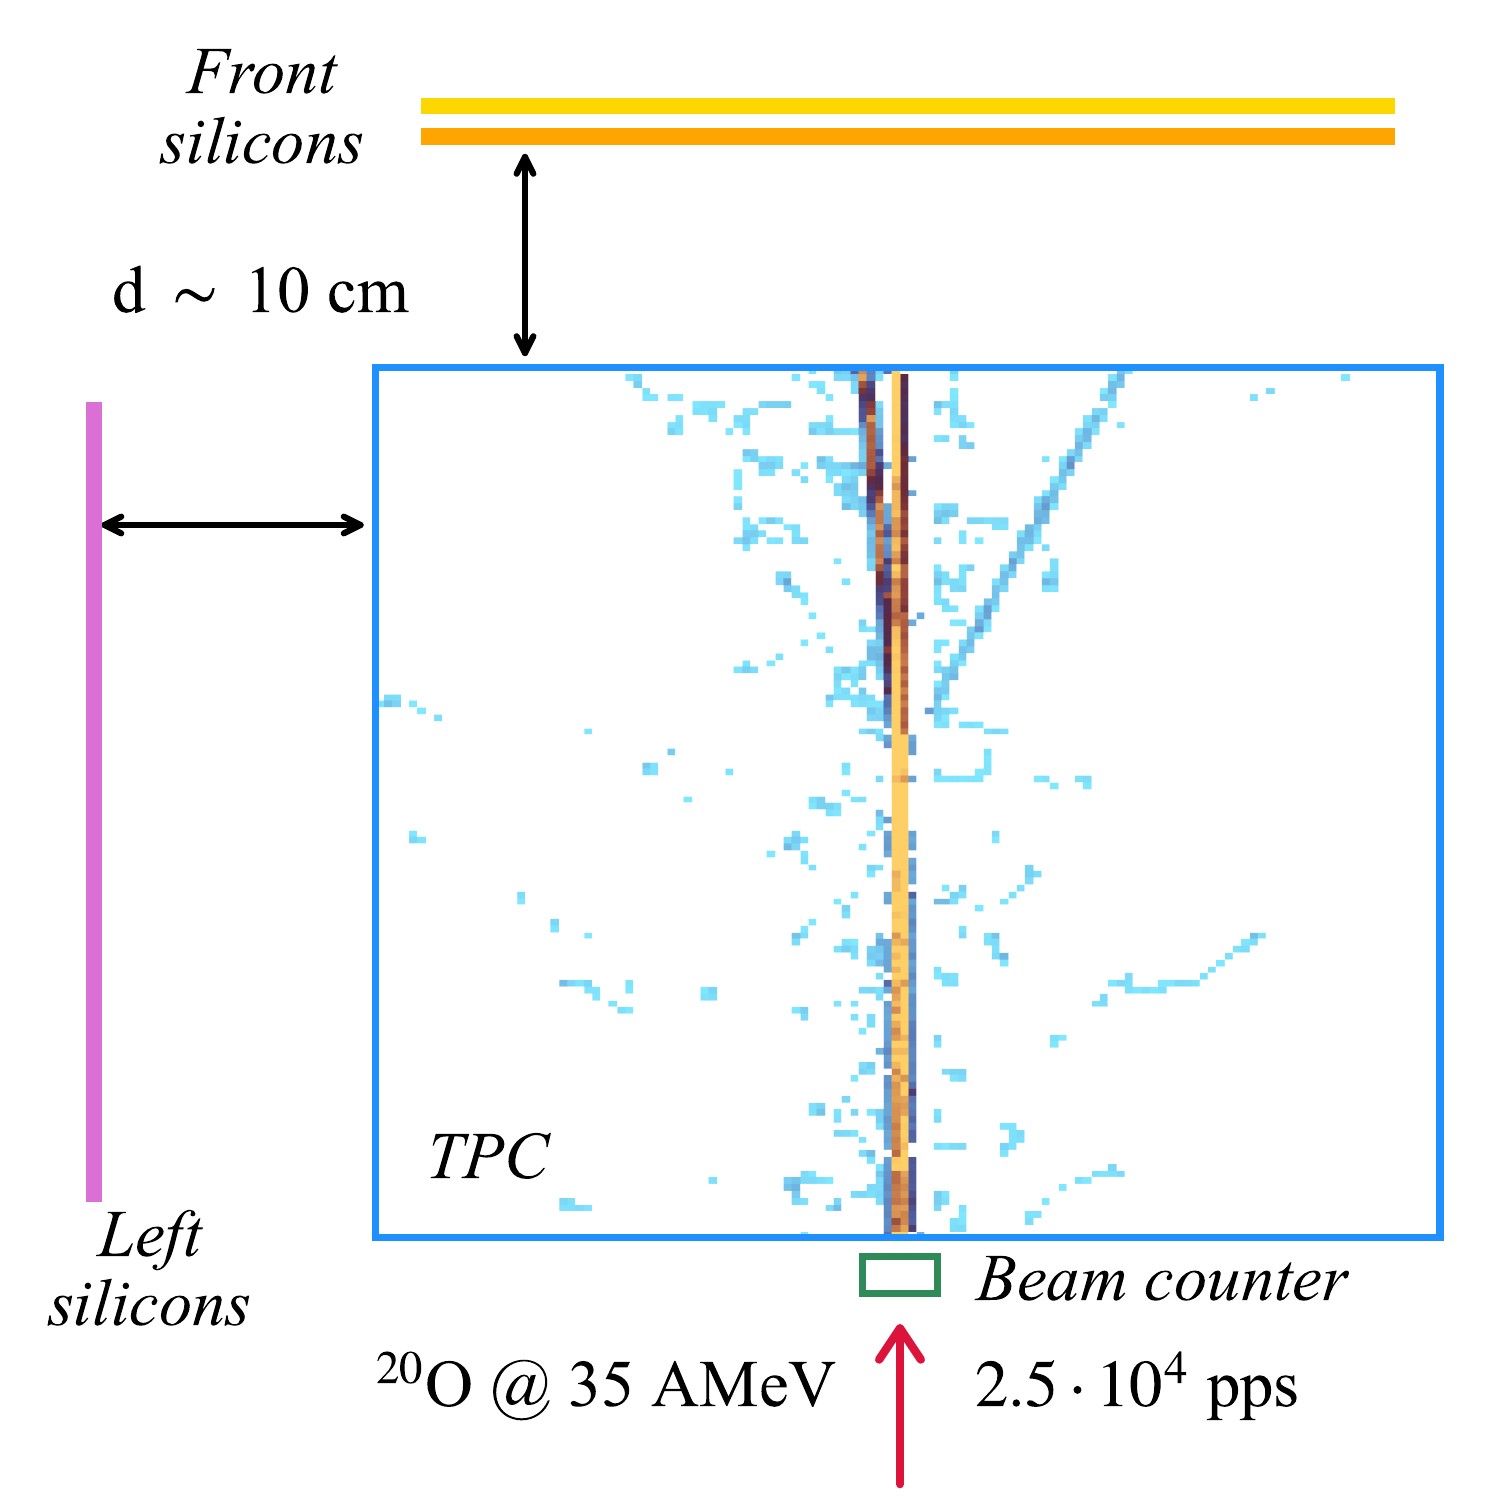 Front
silicons
d ~ 10 cm
TPC
Left
silicons
Beam counter
²⁰O @ 35 AMeV
2.5 · 10⁴ pps